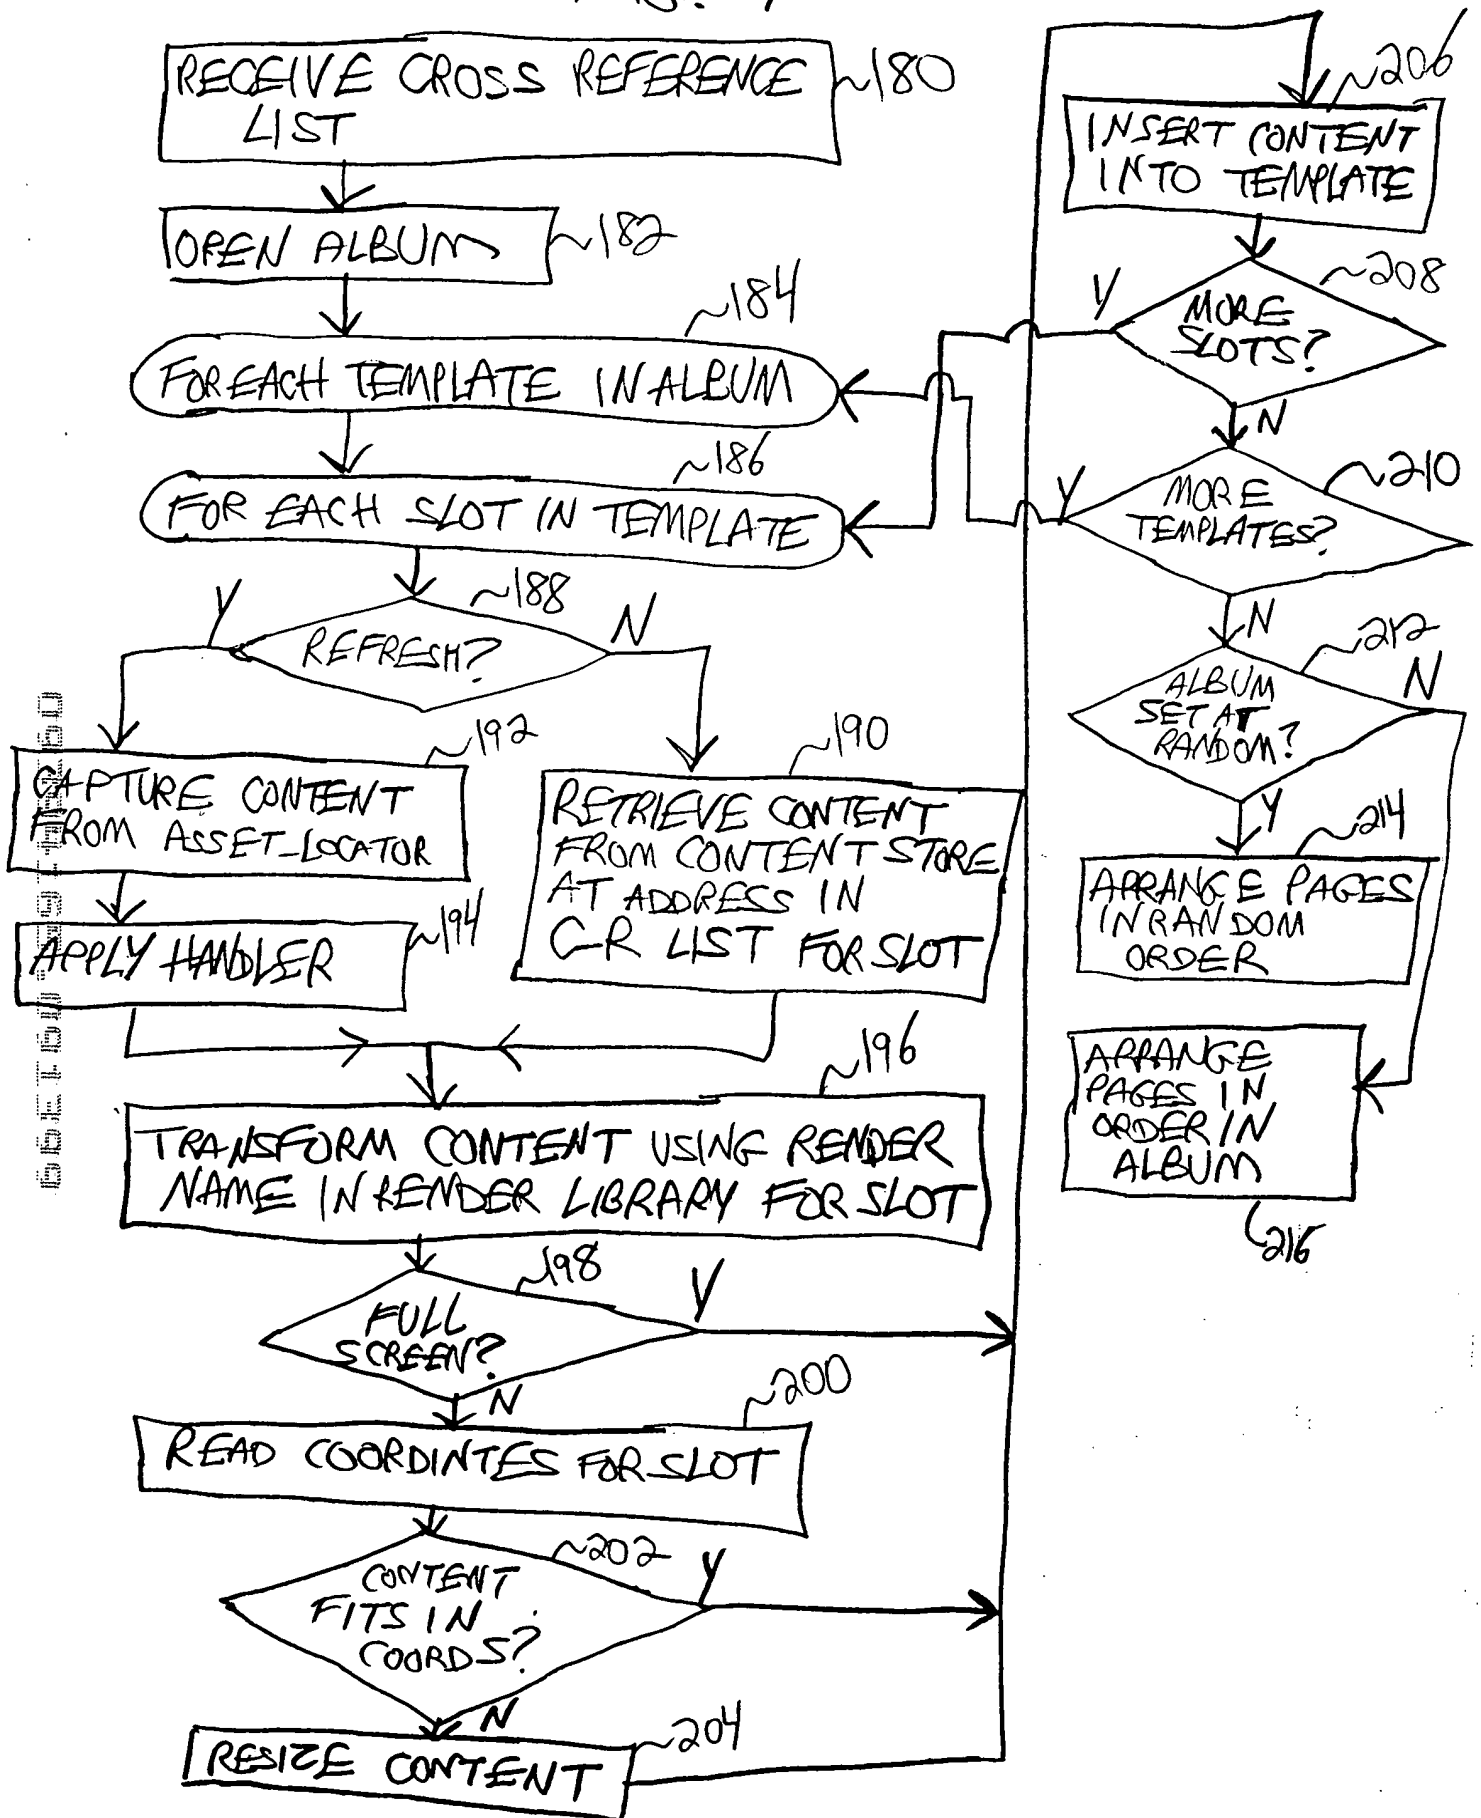 RECEIVE CROSS REFERENCE
LIST
~180
OPEN ALBUM
~182
~184
FOR EACH TEMPLATE IN ALBUM
~186
FOR EACH SLOT IN TEMPLATE
~188
Y
REFRESH?
N
~192
CAPTURE CONTENT
FROM ASSET-LOCATOR
~194
APPLY HANDLER
~190
RETRIEVE CONTENT
FROM CONTENT STORE
AT ADDRESS IN
C-R LIST FOR SLOT
~196
TRANSFORM CONTENT USING RENDER
NAME IN RENDER LIBRARY FOR SLOT
~198
FULL
SCREEN?
Y
N
~200
READ COORDINTES FOR SLOT
~202
CONTENT
FITS IN
COORDS?
Y
N
~204
RESIZE CONTENT
~206
INSERT CONTENT
INTO TEMPLATE
~208
Y
MORE
SLOTS?
N
~210
Y
MORE
TEMPLATES?
N
~212
ALBUM
SET AT
RANDOM?
N
Y
~214
ARRANGE PAGES
IN RANDOM
ORDER
ARRANGE
PAGES IN
ORDER IN
ALBUM
216